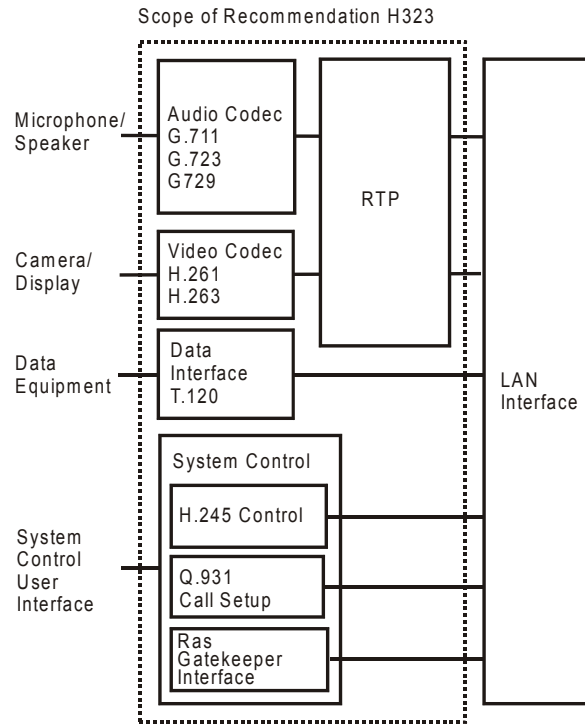 Scope of Recommendation H323
Microphone/
Speaker
Audio Codec
G.711
G.723
G729
RTP
Camera/
Display
Video Codec
H.261
H.263
Data
Equipment
Data
Interface
T.120
LAN
Interface
System Control
H.245 Control
System
Control
User
Interface
Q.931
Call Setup
Ras
Gatekeeper
Interface